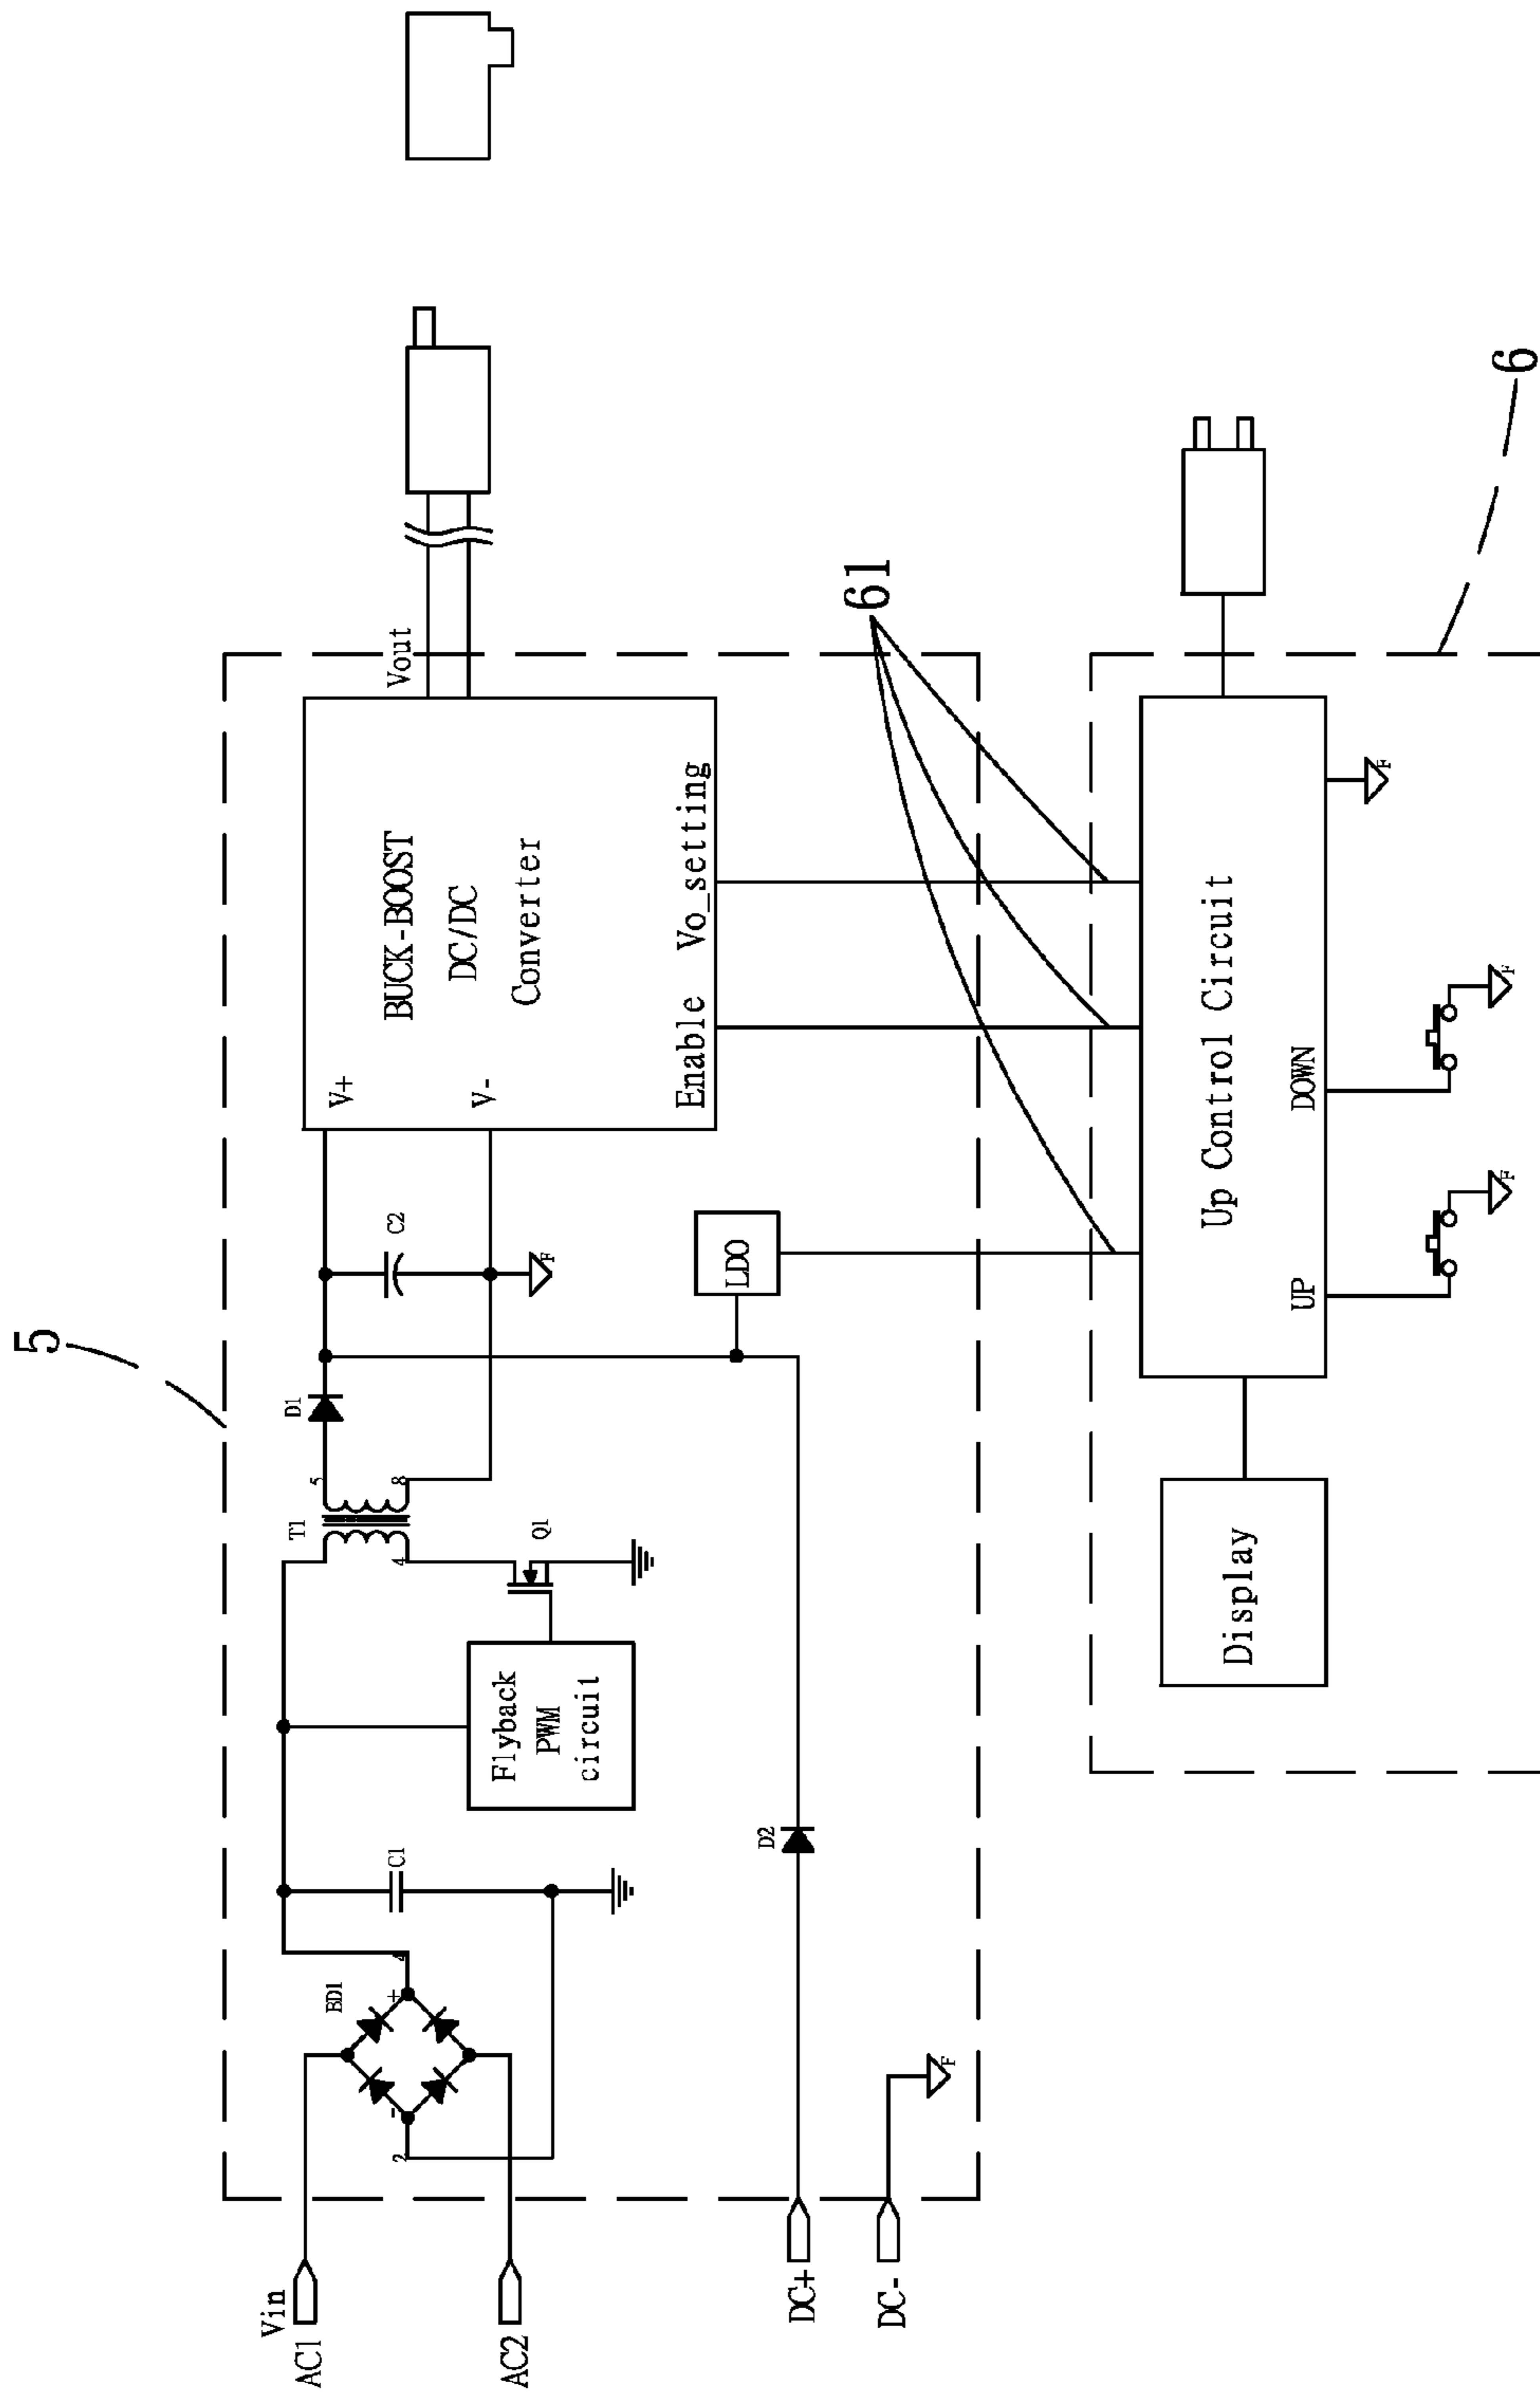 5
Vin
AC1
AC2
BD1
+
-
2
4
C1
Flyback
PWM
circuit
T1
4
5
8
Q1
D1
C2
F
V+
V-
BUCK-BOOST
DC/DC
Converter
Enable Vo_setting
Vout
LDO
D2
DC+
DC-
F
61
6
Display
Up Control Circuit
UP
DOWN
F
F
F